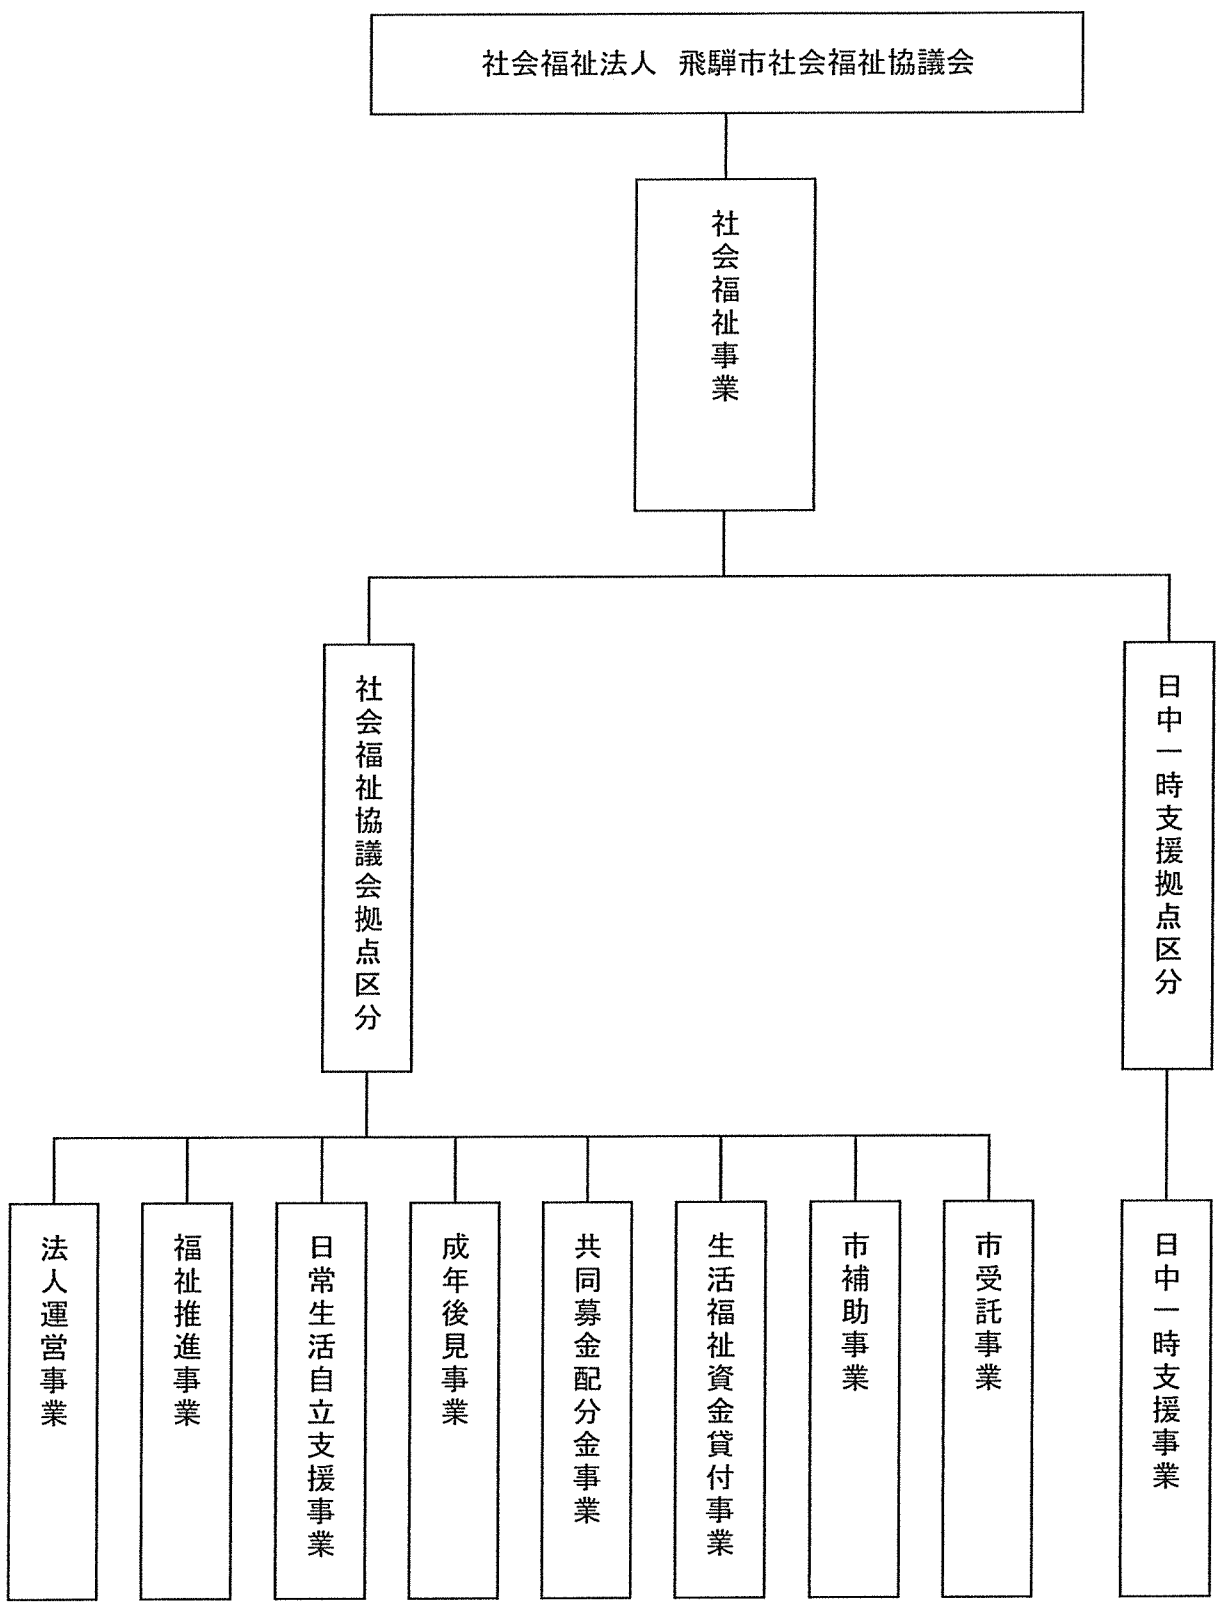 社会福祉法人 飛騨市社会福祉協議会
社会福祉事業
社会福祉協議会拠点区分
日中一時支援拠点区分
法人運営事業
福祉推進事業
日常生活自立支援事業
成年後見事業
共同募金配分金事業
生活福祉資金貸付事業
市補助事業
市受託事業
日中一時支援事業